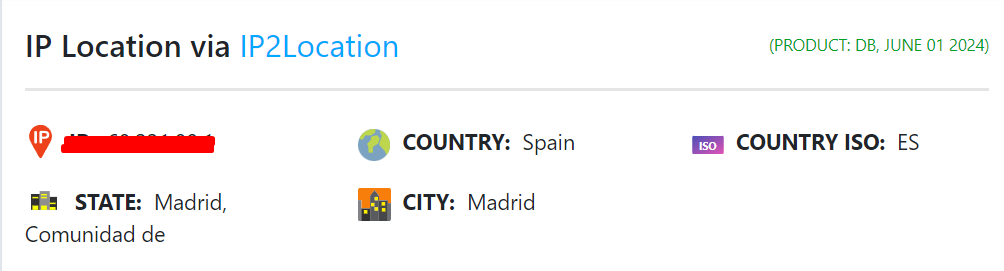 IP Location via IP2Location
(PRODUCT: DB, JUNE 01 2024)
IP
COUNTRY: Spain
ISO
COUNTRY ISO: ES
STATE: Madrid,
Comunidad de
CITY: Madrid